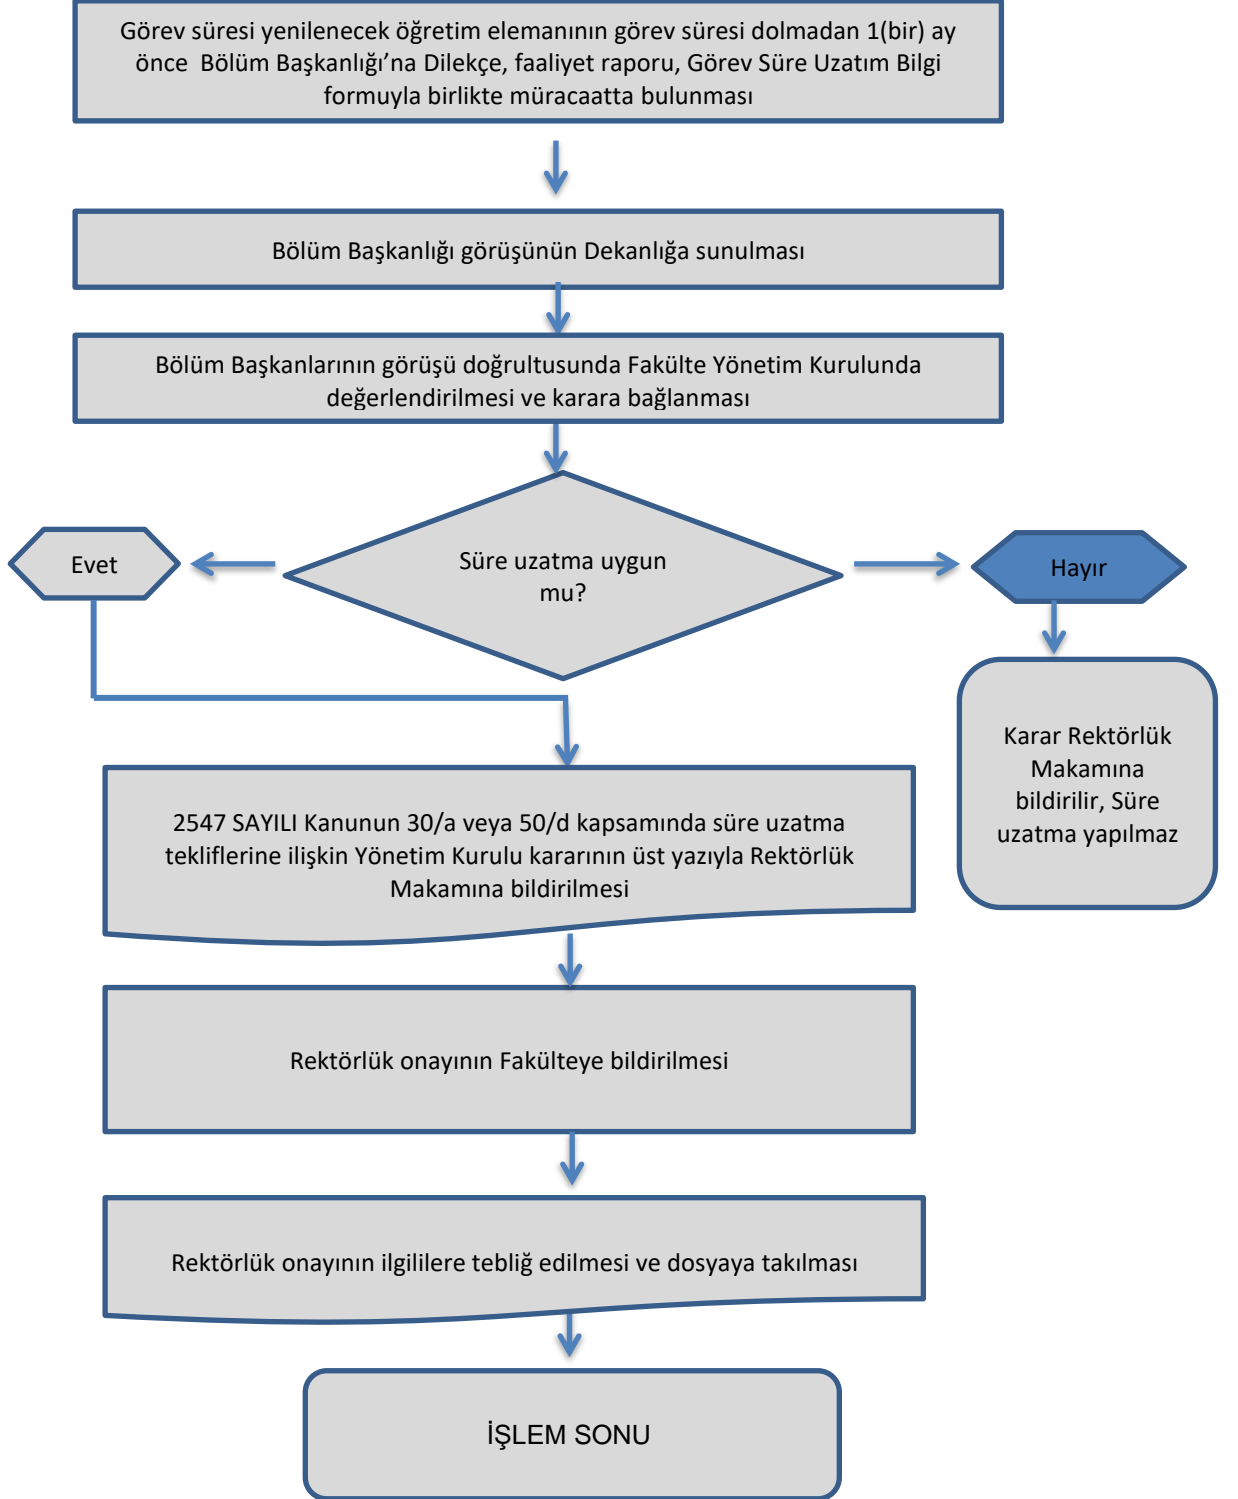 Görev süresi yenilenecek öğretim elemanının görev süresi dolmadan 1(bir) ay
önce  Bölüm Başkanlığı’na Dilekçe, faaliyet raporu, Görev Süre Uzatım Bilgi
formuyla birlikte müracaatta bulunması
Bölüm Başkanlığı görüşünün Dekanlığa sunulması
Bölüm Başkanlarının görüşü doğrultusunda Fakülte Yönetim Kurulunda
değerlendirilmesi ve karara bağlanması
Evet
Süre uzatma uygun
mu?
Hayır
Karar Rektörlük
Makamına
bildirilir, Süre
uzatma yapılmaz
2547 SAYILI Kanunun 30/a veya 50/d kapsamında süre uzatma
tekliflerine ilişkin Yönetim Kurulu kararının üst yazıyla Rektörlük
Makamına bildirilmesi
Rektörlük onayının Fakülteye bildirilmesi
Rektörlük onayının ilgililere tebliğ edilmesi ve dosyaya takılması
İŞLEM SONU